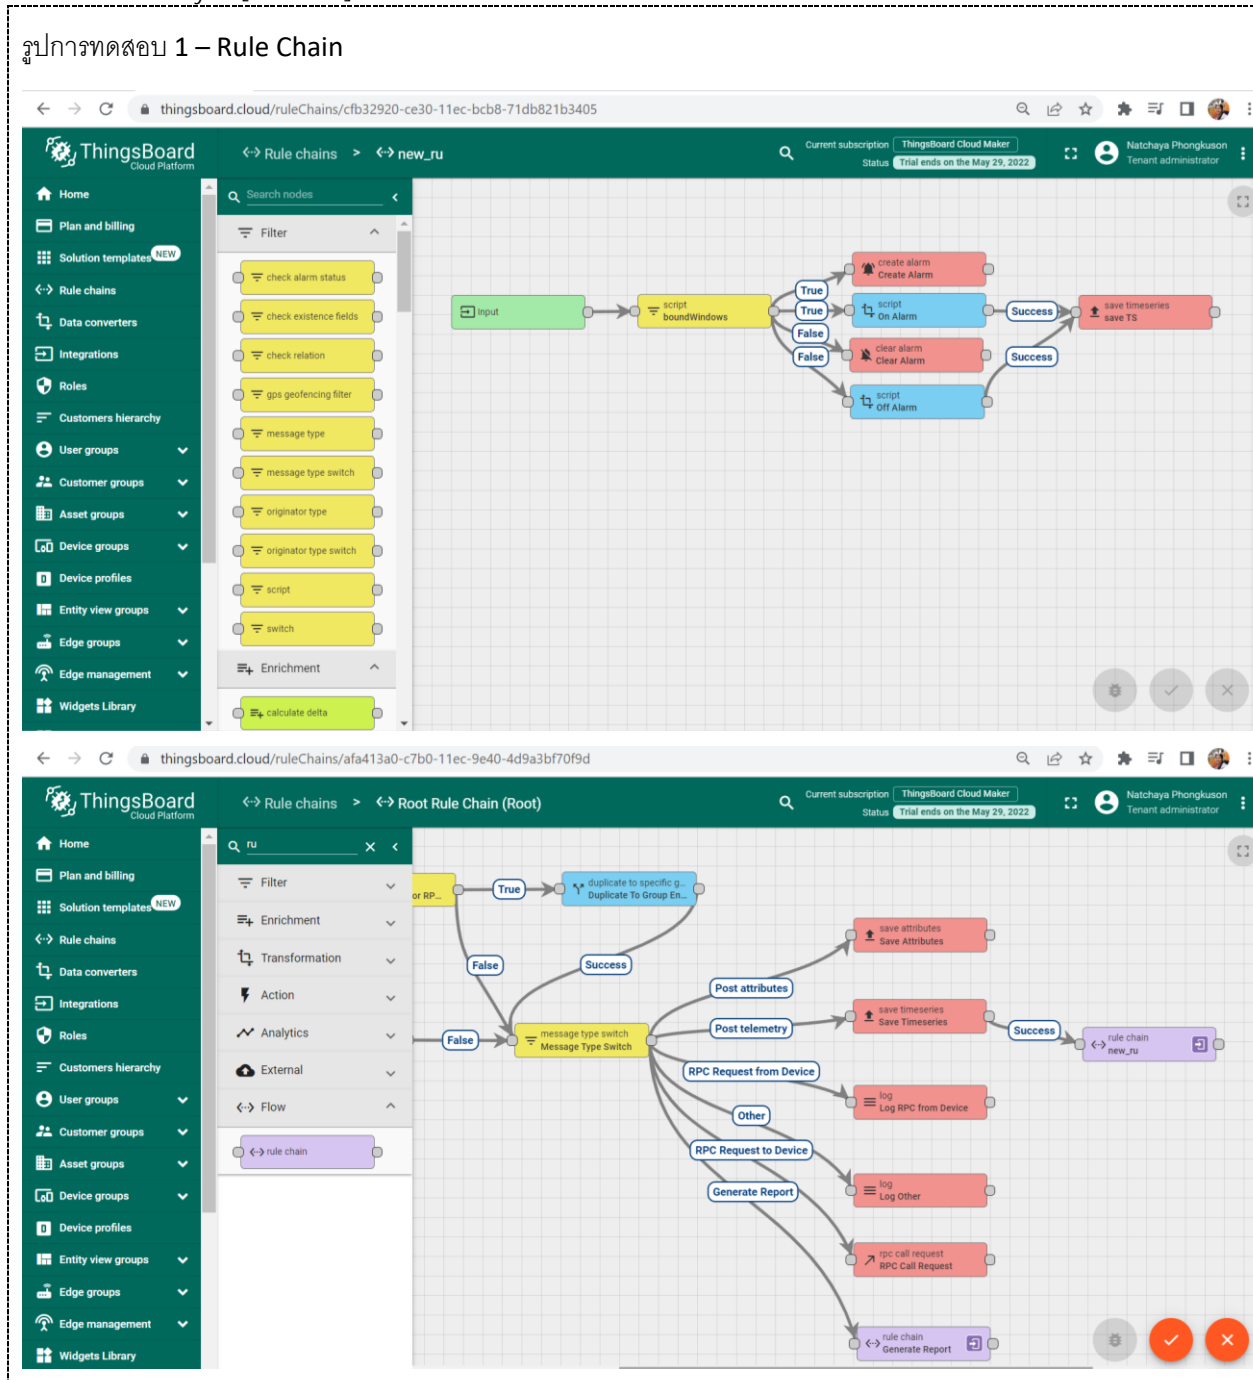 รูปการทดสอบ 1 – Rule Chain
thingsboard.cloud/ruleChains/cfb32920-ce30-11ec-bcb8-71db821b3405
ThingsBoard
Cloud Platform
Rule chains > new_ru
Current subscription ThingsBoard Cloud Maker
Status Trial ends on the May 29, 2022
Natchaya Phongkuson
Tenant administrator
Home
Plan and billing
Solution templates NEW
Rule chains
Data converters
Integrations
Roles
Customers hierarchy
User groups
Customer groups
Asset groups
Device groups
Device profiles
Entity view groups
Edge groups
Edge management
Widgets Library
Search nodes
Filter
check alarm status
check existence fields
check relation
gps geofencing filter
message type
message type switch
originator type
originator type switch
script
switch
Enrichment
calculate delta
Input
script
boundWindows
True
True
False
False
create alarm
Create Alarm
script
On Alarm
clear alarm
Clear Alarm
script
Off Alarm
Success
Success
save timeseries
save TS
thingsboard.cloud/ruleChains/afa413a0-c7b0-11ec-9e40-4d9a3bf70f9d
ThingsBoard
Cloud Platform
Rule chains > Root Rule Chain (Root)
Current subscription ThingsBoard Cloud Maker
Status Trial ends on the May 29, 2022
Natchaya Phongkuson
Tenant administrator
Home
Plan and billing
Solution templates NEW
Rule chains
Data converters
Integrations
Roles
Customers hierarchy
User groups
Customer groups
Asset groups
Device groups
Device profiles
Entity view groups
Edge groups
Edge management
Widgets Library
ru
Filter
Enrichment
Transformation
Action
Analytics
External
Flow
rule chain
or RP...
True
duplicate to specific g...
Duplicate To Group En...
False
Success
False
message type switch
Message Type Switch
Post attributes
Post telemetry
RPC Request from Device
Other
RPC Request to Device
Generate Report
save attributes
Save Attributes
save timeseries
Save Timeseries
Success
rule chain
new_ru
log
Log RPC from Device
log
Log Other
rpc call request
RPC Call Request
rule chain
Generate Report